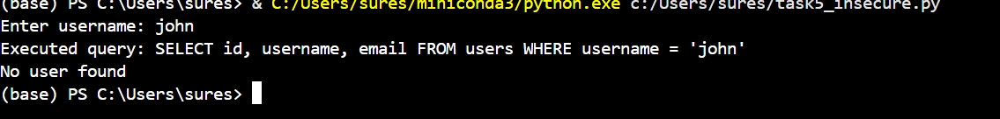 (base) PS C:\Users\sures> & C:/Users/sures/miniconda3/python.exe c:/Users/sures/task5_insecure.py
Enter username: john
Executed query: SELECT id, username, email FROM users WHERE username = 'john'
No user found
(base) PS C:\Users\sures>